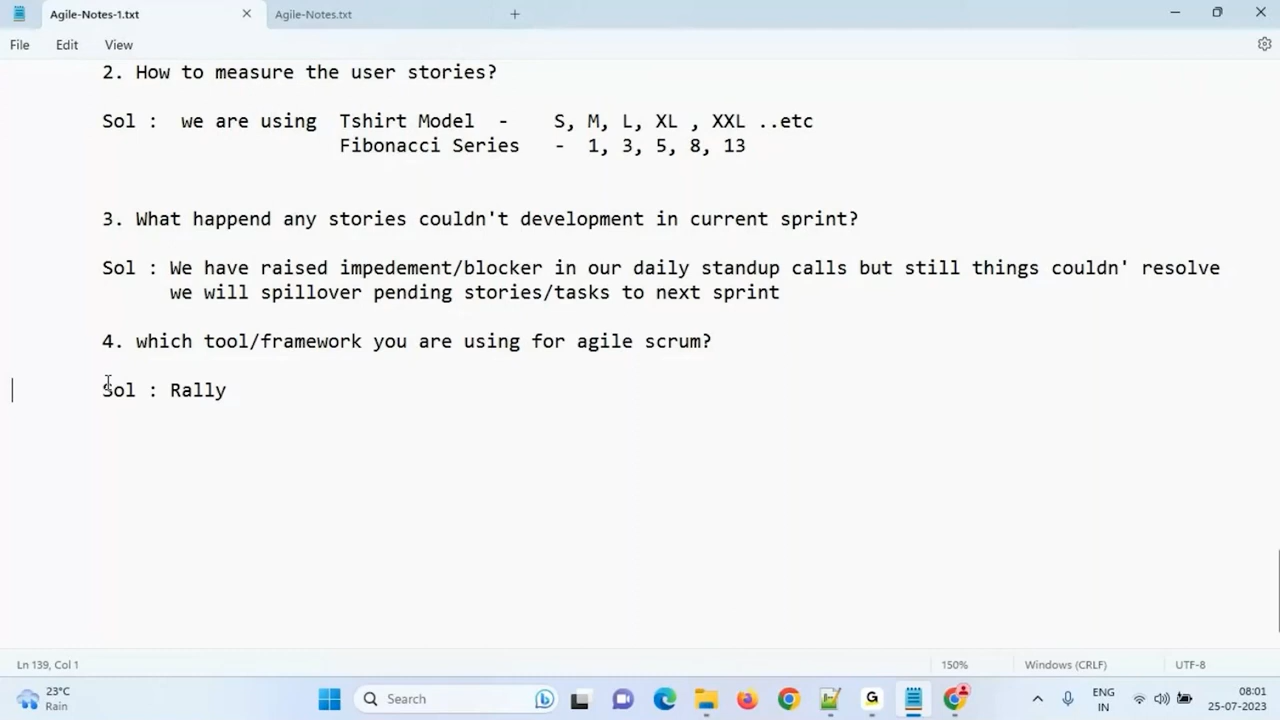 Agile-Notes-1.txt
Agile-Notes.txt
File Edit View
2. How to measure the user stories?
Sol : we are using Tshirt Model - S, M, L, XL , XXL ..etc
Fibonacci Series - 1, 3, 5, 8, 13
3. What happend any stories couldn't development in current sprint?
Sol : We have raised impedement/blocker in our daily standup calls but still things couldn' resolve
we will spillover pending stories/tasks to next sprint
4. which tool/framework you are using for agile scrum?
Sol : Rally
Ln 139, Col 1 150% Windows (CRLF) UTF-8
23°C
Rain
Search
ENG
IN
08:01
25-07-2023